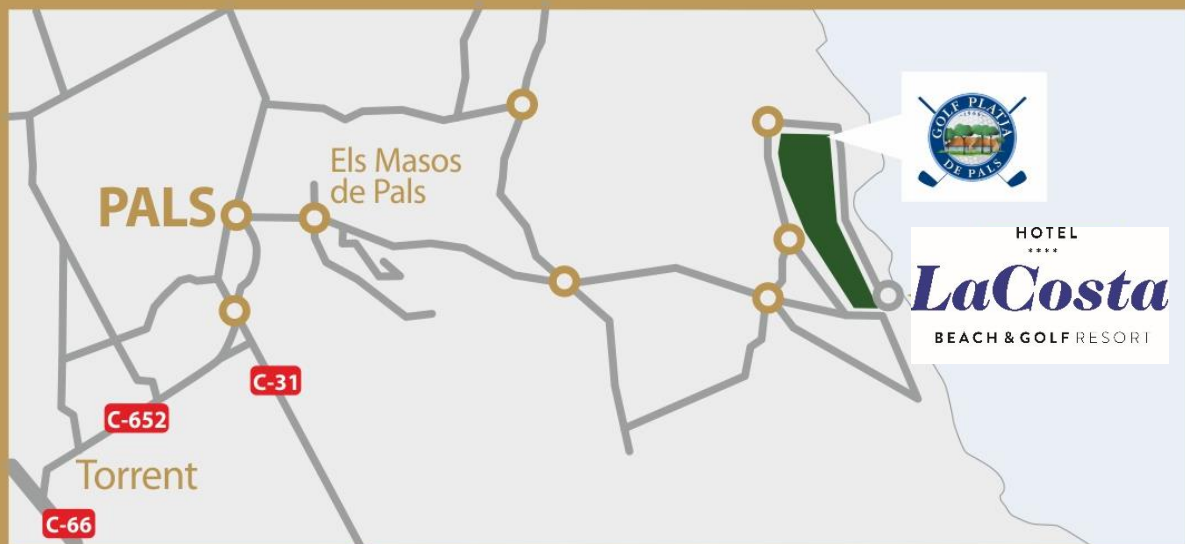 PALS
Els Masos
de Pals
C-31
C-652
Torrent
C-66
GOLF PLATJA
DE PALS
HOTEL
****
LaCosta
BEACH & GOLF RESORT